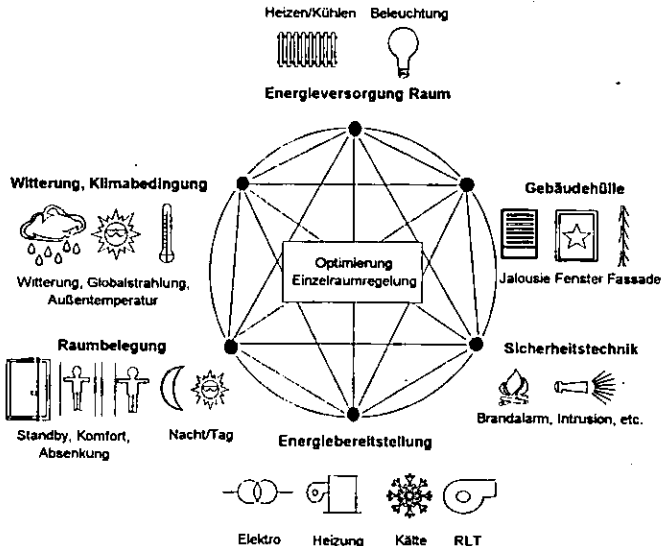 Heizen/Kühlen Beleuchtung
Energieversorgung Raum
Witterung, Klimabedingung
Gebäudehülle
Optimierung
Einzelraumregelung
Jalousie Fenster Fassade
Witterung, Globalstrahlung,
Außentemperatur
Raumbelegung
Sicherheitstechnik
Brandalarm, Intrusion, etc.
Standby, Komfort,
Absenkung
Nacht/Tag
Energiebereitstellung
Elektro Heizung Kätte RLT